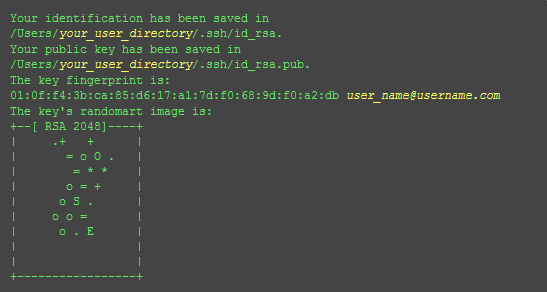 Your identification has been saved in
/Users/your_user_directory/.ssh/id_rsa.
Your public key has been saved in
/Users/your_user_directory/.ssh/id_rsa.pub.
The key fingerprint is:
01:0f:f4:3b:ca:85:d6:17:a1:7d:f0:68:9d:f0:a2:db user_name@username.com
The key's randomart image is:
+--[ RSA 2048]----+
|     .+   +      |
|       = o O .   |
|        = * *    |
|       o = +     |
|      o S .      |
|     o o =       |
|      o . E      |
|                 |
|                 |
+-----------------+